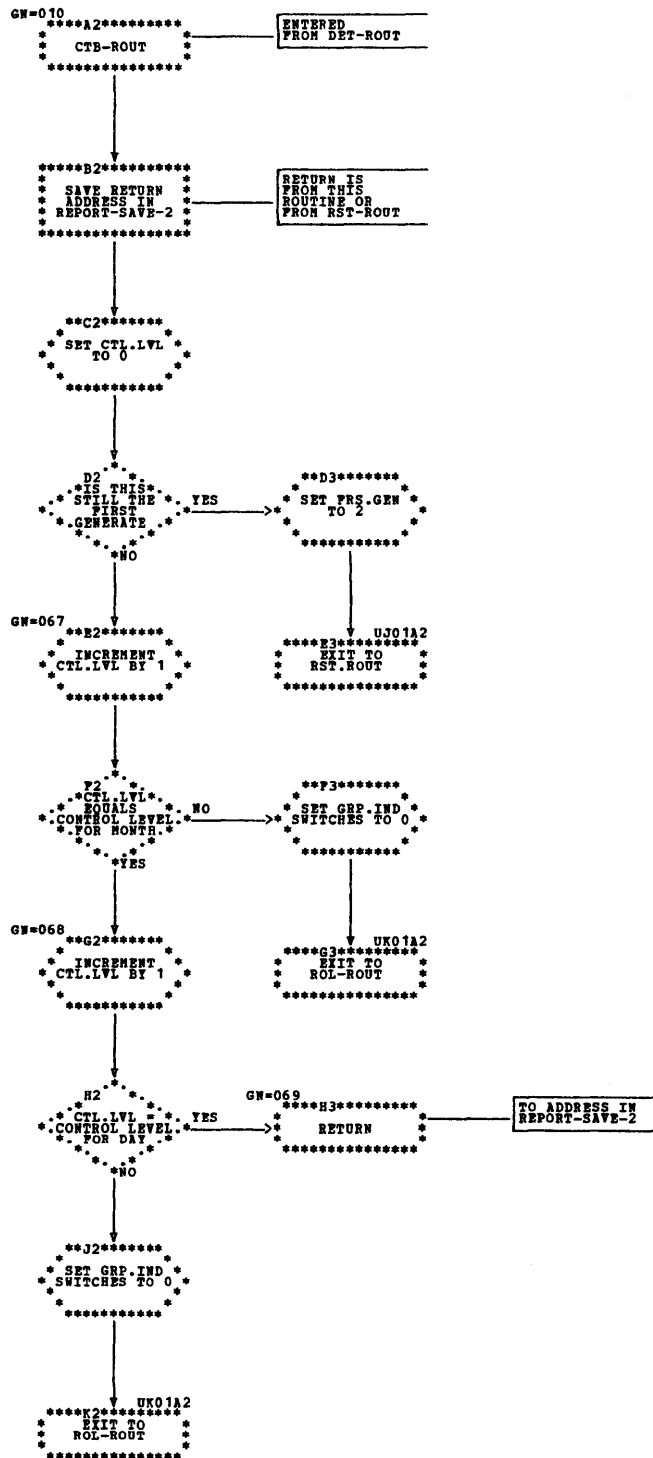 GN=010
A2
CTB-ROUT
ENTERED
FROM DET-ROUT
B2
SAVE RETURN
ADDRESS IN
REPORT-SAVE-2
RETURN IS
FROM THIS
ROUTINE OR
FROM RST-ROUT
C2
SET CTL.LVL
TO 0
D2
IS THIS
STILL THE
FIRST
GENERATE
YES
NO
D3
SET FRS.GEN
TO 2
GN=067
E2
INCREMENT
CTL.LVL BY 1
UJ01A2
E3
EXIT TO
RST.ROUT
F2
CTL.LVL
EQUALS
CONTROL LEVEL
FOR MONTH
NO
YES
F3
SET GRP.IND
SWITCHES TO 0
GN=068
G2
INCREMENT
CTL.LVL BY 1
UK01A2
G3
EXIT TO
ROL-ROUT
H2
CTL.LVL =
CONTROL LEVEL
FOR DAY
YES
NO
GN=069
H3
RETURN
TO ADDRESS IN
REPORT-SAVE-2
J2
SET GRP.IND
SWITCHES TO 0
UK01A2
K2
EXIT TO
ROL-ROUT